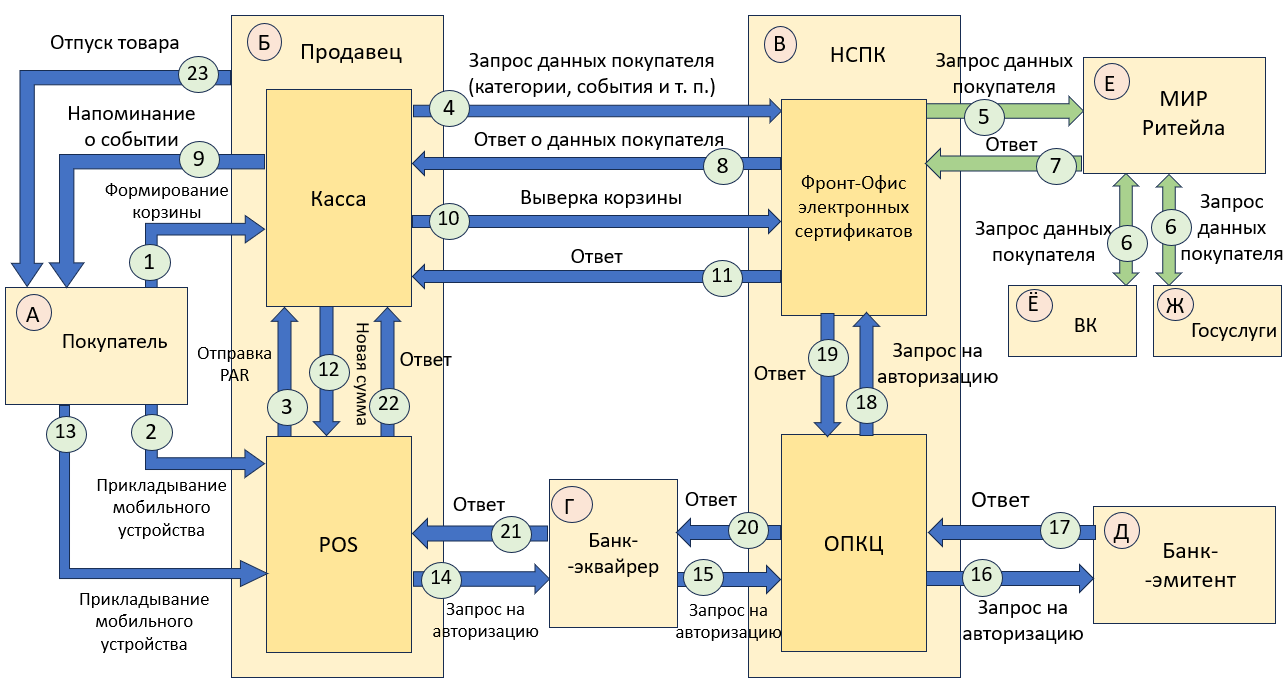 Отпуск товара
23
Б
Продавец
Напоминание
о событии
9
Формирование
корзины
1
А
Покупатель
Касса
4
Запрос данных покупателя
(категории, события и т. п.)
Ответ о данных покупателя
8
10
Выверка корзины
Ответ
11
В
НСПК
Фронт-Офис
электронных
сертификатов
Запрос данных
покупателя
5
Ответ
7
Е
МИР
Ритейла
Запрос данных
покупателя
6
6
Запрос
данных
покупателя
Ё
ВК
Ж
Госуслуги
Отправка
PAR
3
12
Новая сумма
22
Ответ
19
Ответ
18
Запрос на
авторизацию
13
2
Прикладывание
мобильного
устройства
Прикладывание
мобильного
устройства
POS
Ответ
21
14
Запрос на
авторизацию
Г
Банк-
-эквайрер
Ответ
20
15
Запрос на
авторизацию
ОПКЦ
Ответ
17
16
Запрос на
авторизацию
Д
Банк-
-эмитент